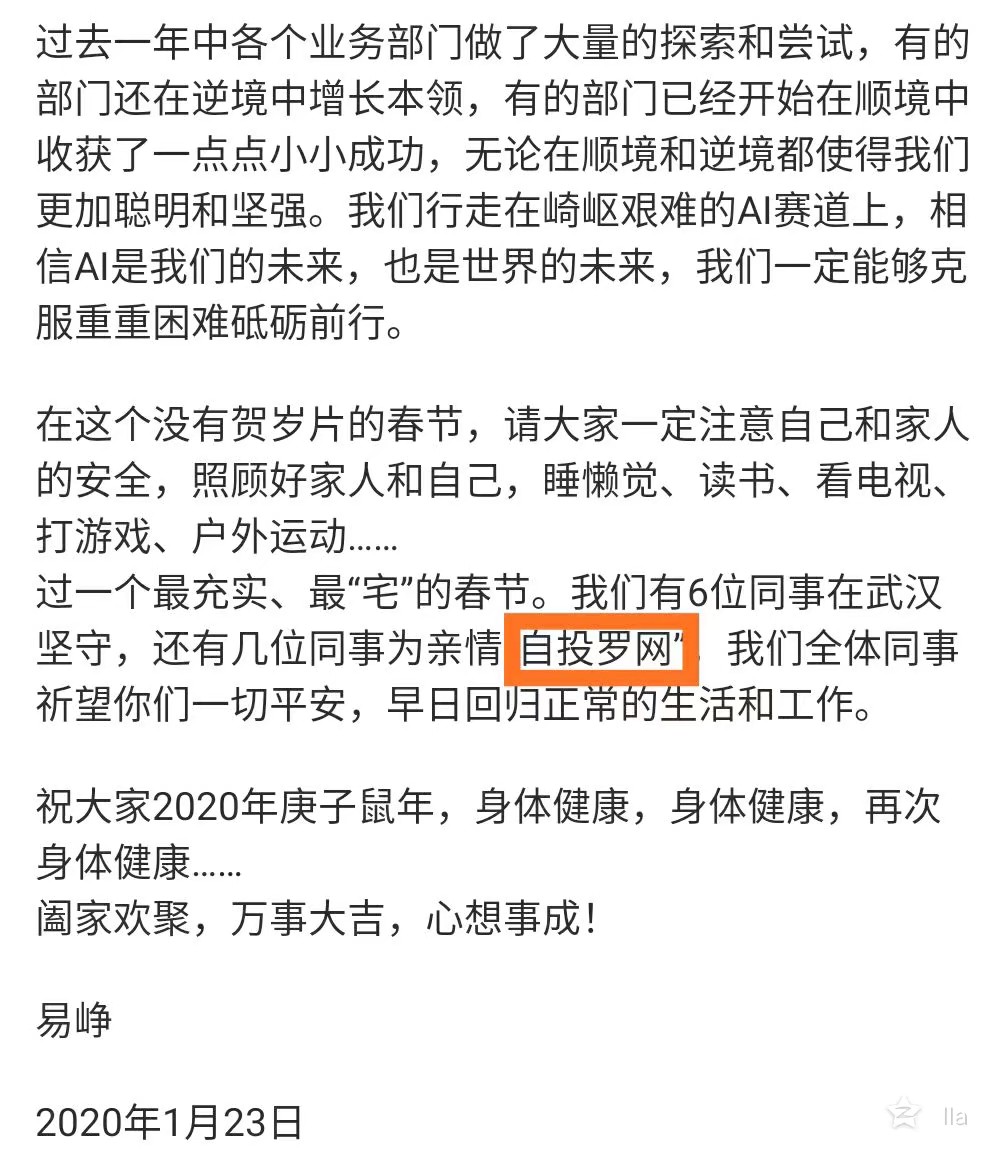 过去一年中各个业务部门做了大量的探索和尝试，有的
部门还在逆境中增长本领，有的部门已经开始在顺境中
收获了一点点小小成功，无论在顺境和逆境都使得我们
更加聪明和坚强。我们行走在崎岖艰难的AI赛道上，相
信AI是我们的未来，也是世界的未来，我们一定能够克
服重重困难砥砺前行。
在这个没有贺岁片的春节，请大家一定注意自己和家人
的安全，照顾好家人和自己，睡懒觉、读书、看电视、
打游戏、户外运动……
过一个最充实、最“宅”的春节。我们有6位同事在武汉
坚守，还有几位同事为亲情 自投罗网” 我们全体同事
祈望你们一切平安，早日回归正常的生活和工作。
祝大家2020年庚子鼠年，身体健康，身体健康，再次
身体健康……
阖家欢聚，万事大吉，心想事成！
易峥
2020年1月23日
lla